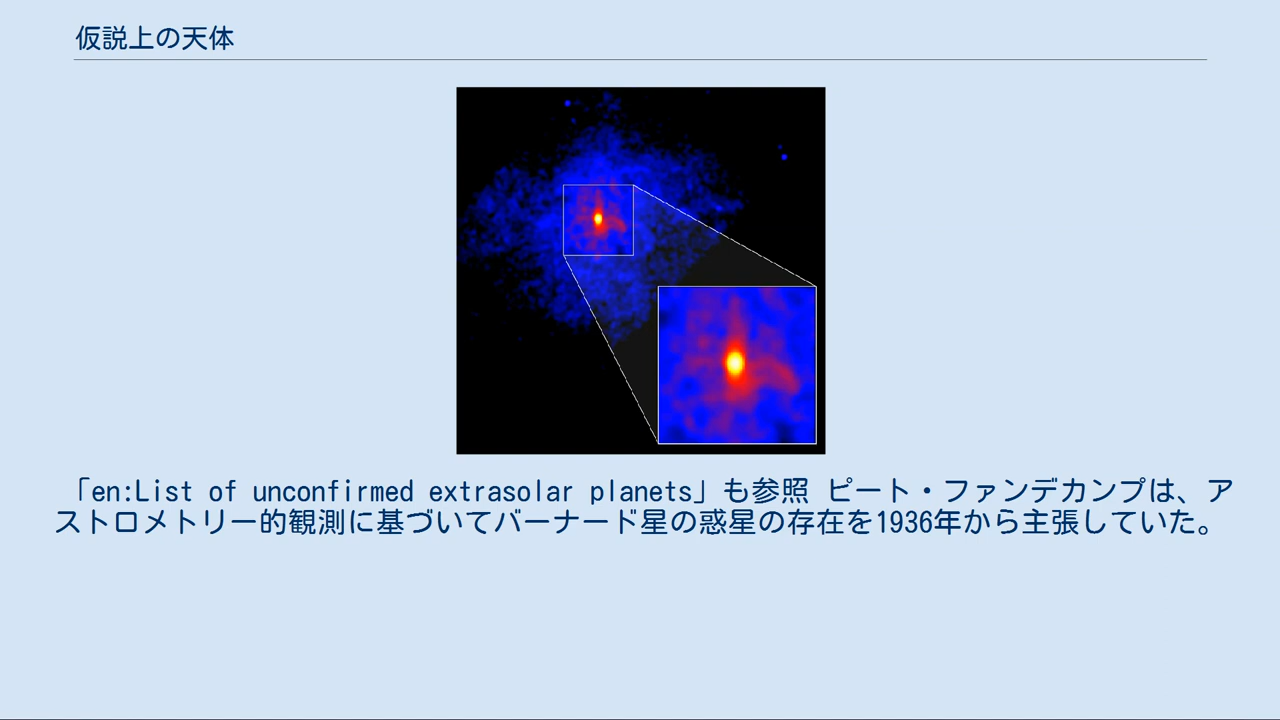 仮説上の天体
「en:List of unconfirmed extrasolar planets」も参照 ピート・ファンデカンプは、ア
ストロメトリー的観測に基づいてバーナード星の惑星の存在を1936年から主張していた。